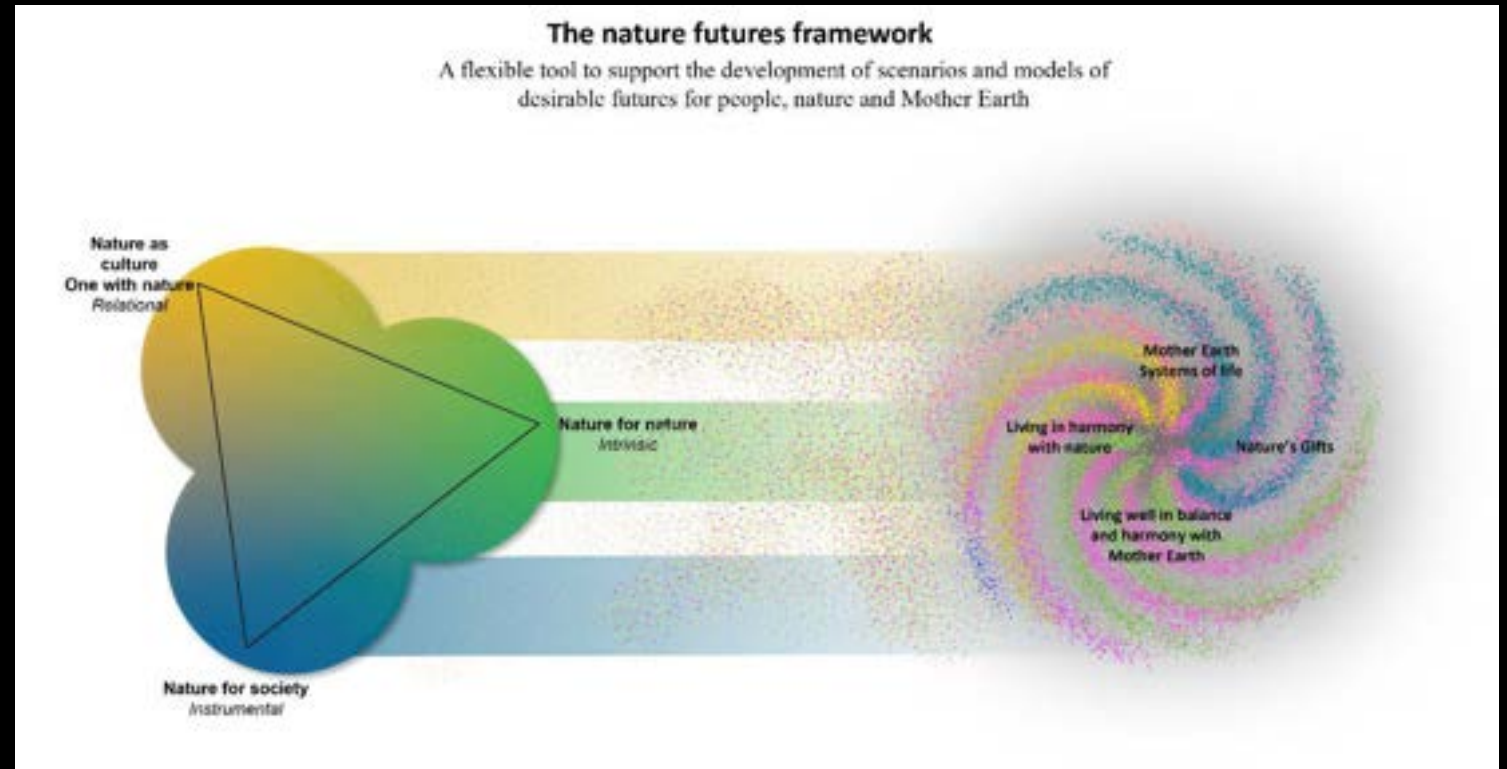 The nature futures framework
A flexible tool to support the development of scenarios and models of
desirable futures for people, nature and Mother Earth
Nature as
culture
One with nature
Relational
Nature for nature
Intrinsic
Nature for society
Instrumental
Mother Earth
Systems of life
Living in harmony
with nature
Nature's Gifts
Living well in balance
and harmony with
Mother Earth